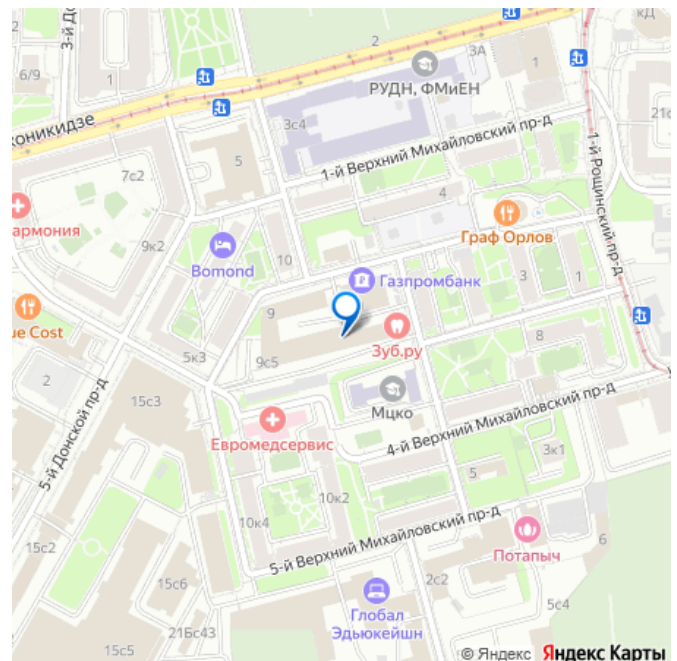 3-й Дон
2
3А
кД
6/9
1
1
РУДН, ФМиЕН
21с
коникидзе
3с4
5
1-й Верхний Михайловский пр-д
1-й Рощинский пр-д
7с2
4
армония
9к2
Граф Орлов
Bomond
10
Газпромбанк
3
1
ue Cost
9
Зуб.ру
8
5к3
9с5
2
15с3
Мцко
5-й Донской пр-д
Евромедсервис
4-й Верхний Михайловский пр-д
3к1
5
10к2
10к4
5-й Верхний Михайловский пр-д
15с2
Потапыч
6
15с6
2с2
Глобал
Эдьюкейшн
5с4
21Бс43
15с5
© Яндекс Яндекс Карты